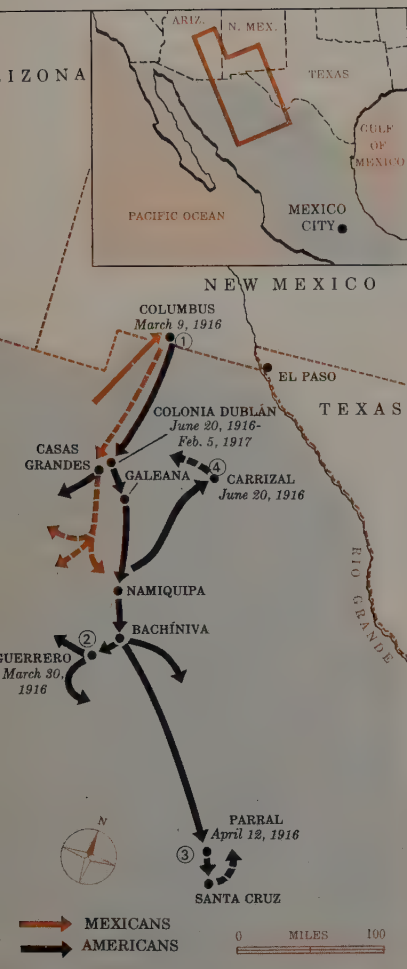 ARIZ.
N. MEX.
TEXAS
GULF
OF
MEXICO
PACIFIC OCEAN
MEXICO
CITY
IZONA
NEW MEXICO
COLUMBUS
March 9, 1916
1
EL PASO
TEXAS
COLONIA DUBLÁN
June 20, 1916-
Feb. 5, 1917
CASAS
GRANDES
GALEANA
4
CARRIZAL
June 20, 1916
RIO GRANDE
NAMIQUIPA
BACHÍNIVA
2
GUERRERO
March 30,
1916
PARRAL
April 12, 1916
3
SANTA CRUZ
N
MEXICANS
AMERICANS
0 MILES 100